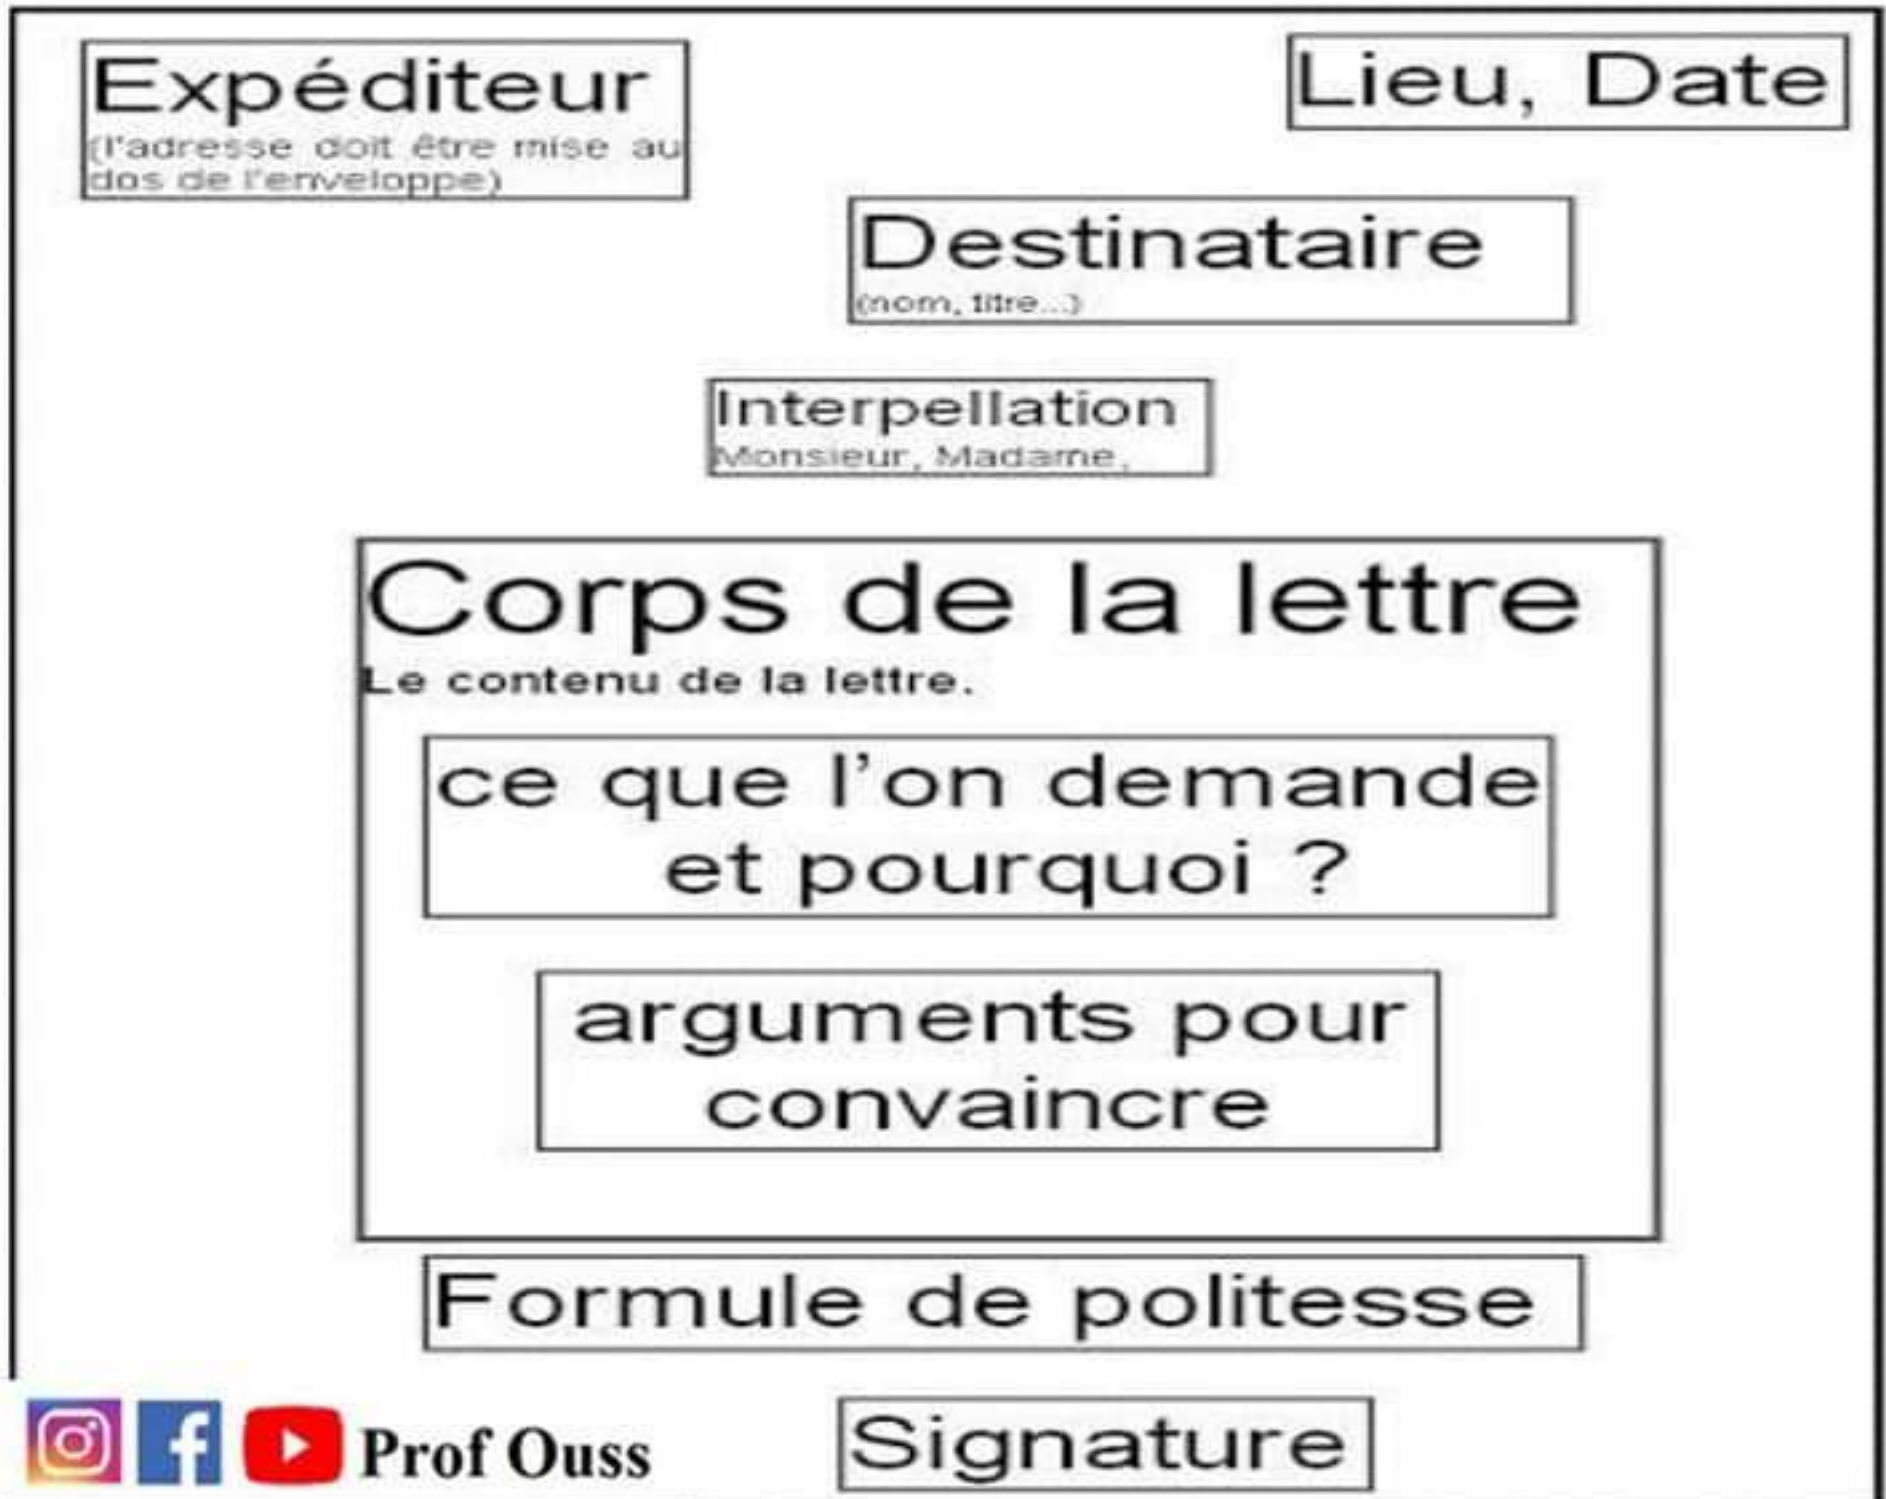 Expéditeur
(l'adresse doit être mise au
dos de l'enveloppe)
Lieu, Date
Destinataire
(nom, titre...)
Interpellation
Monsieur, Madame,
Corps de la lettre
Le contenu de la lettre.
ce que l’on demande
et pourquoi ?
arguments pour
convaincre
Formule de politesse
Signature
Prof Ouss